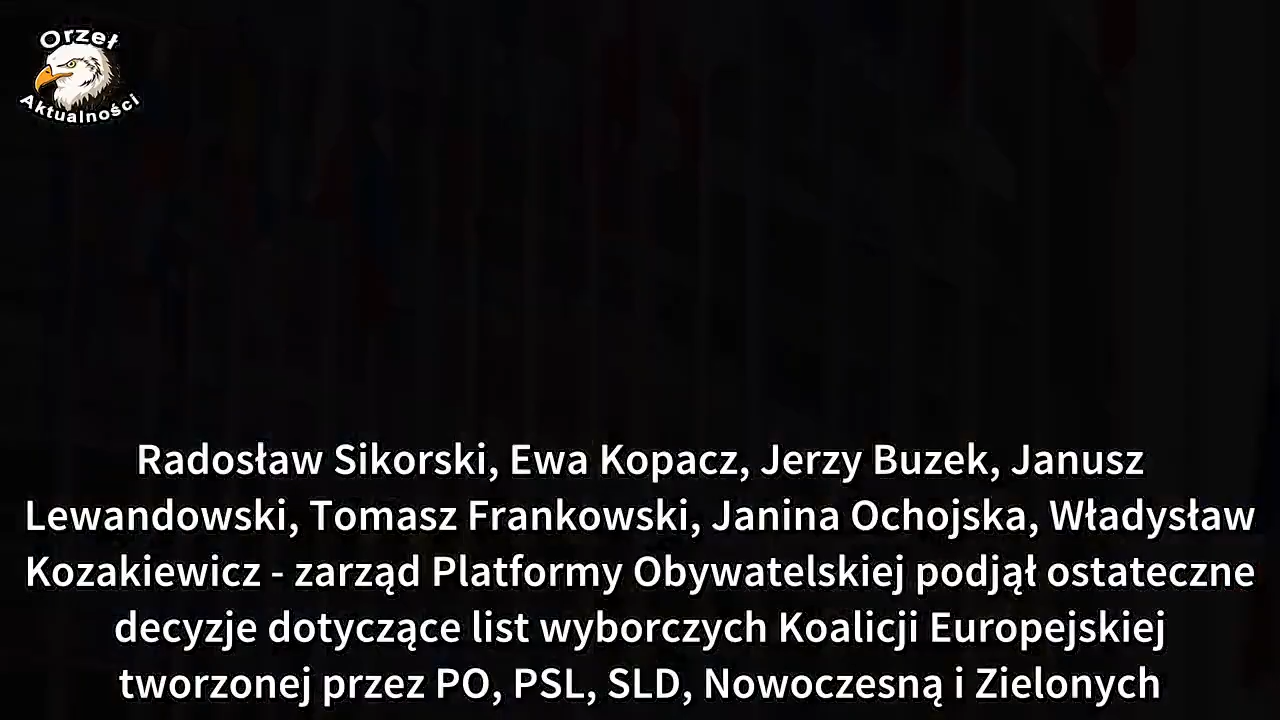 Orzeł
Aktualności
Radosław Sikorski, Ewa Kopacz, Jerzy Buzek, Janusz
Lewandowski, Tomasz Frankowski, Janina Ochojska, Władysław
Kozakiewicz - zarząd Platformy Obywatelskiej podjął ostateczne
decyzje dotyczące list wyborczych Koalicji Europejskiej
tworzonej przez PO, PSL, SLD, Nowoczesną i Zielonych